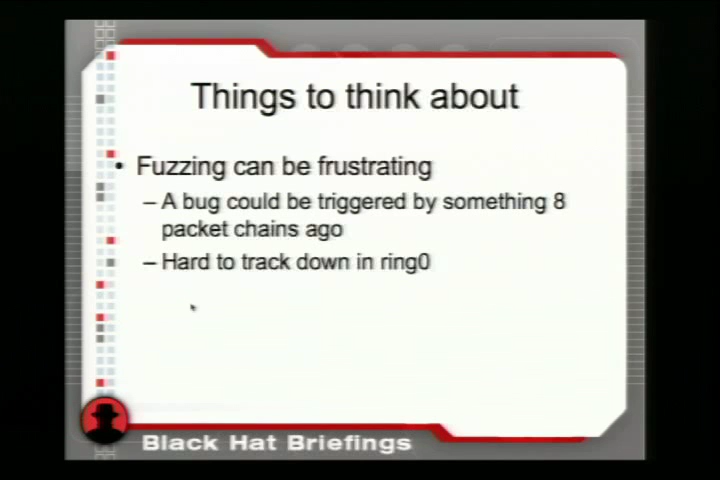 Things to think about
• Fuzzing can be frustrating
– A bug could be triggered by something 8
packet chains ago
– Hard to track down in ring0
Black Hat Briefings